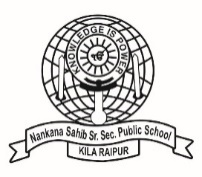 KNOWLEDGE IS POWER
ੴ
Nankana Sahib Sr. Sec. Public School
KILA RAIPUR